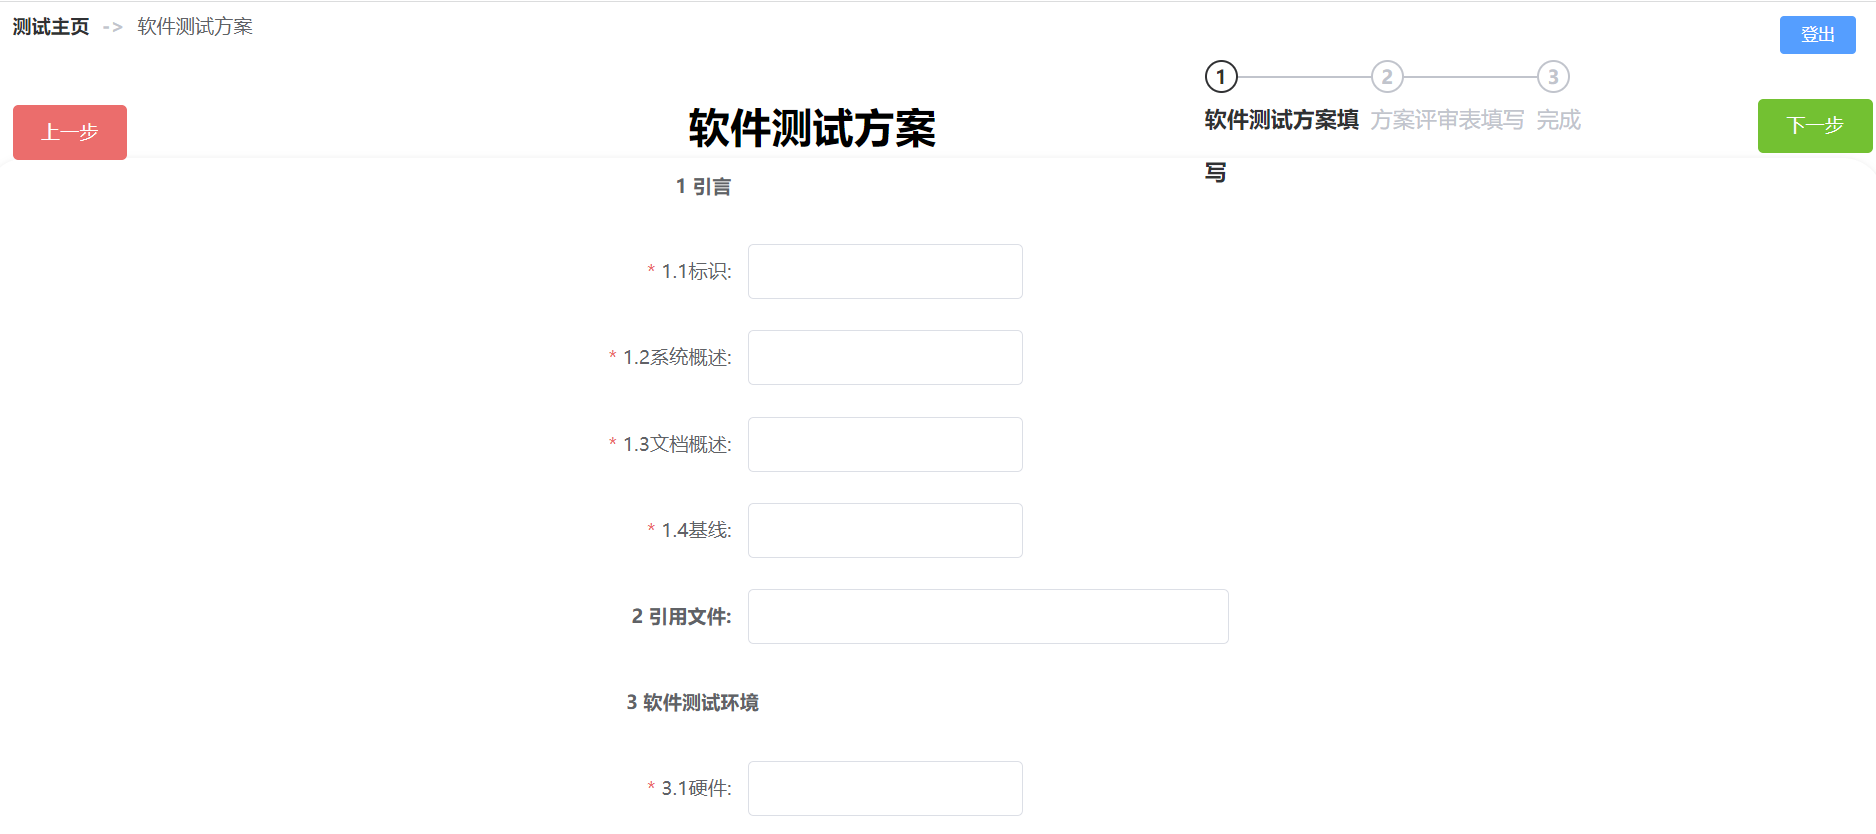 测试主页 -> 软件测试方案
登出
1 2 3
上一步
软件测试方案
软件测试方案填
写
方案评审表填写
完成
下一步
1 引言
* 1.1标识:
* 1.2系统概述:
* 1.3文档概述:
* 1.4基线:
2 引用文件:
3 软件测试环境
* 3.1硬件: